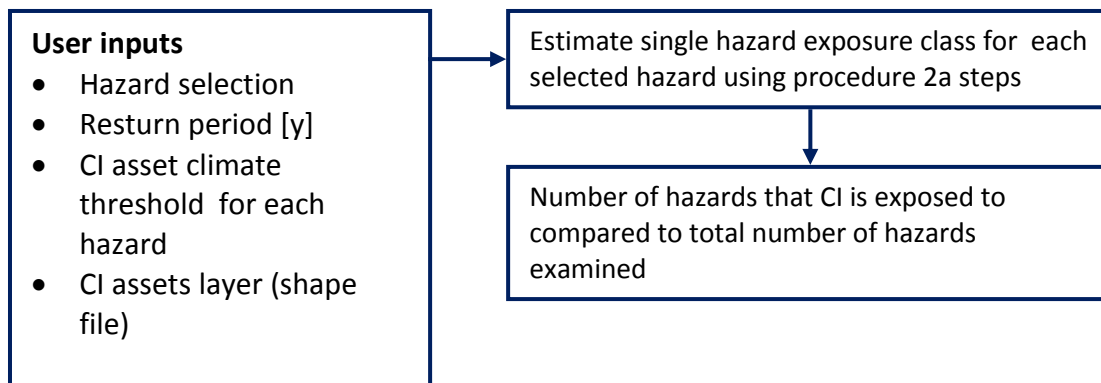 User inputs
• Hazard selection
• Resturn period [y]
• CI asset climate
threshold for each
hazard
• CI assets layer (shape
file)
Estimate single hazard exposure class for each
selected hazard using procedure 2a steps
Number of hazards that CI is exposed to
compared to total number of hazards
examined